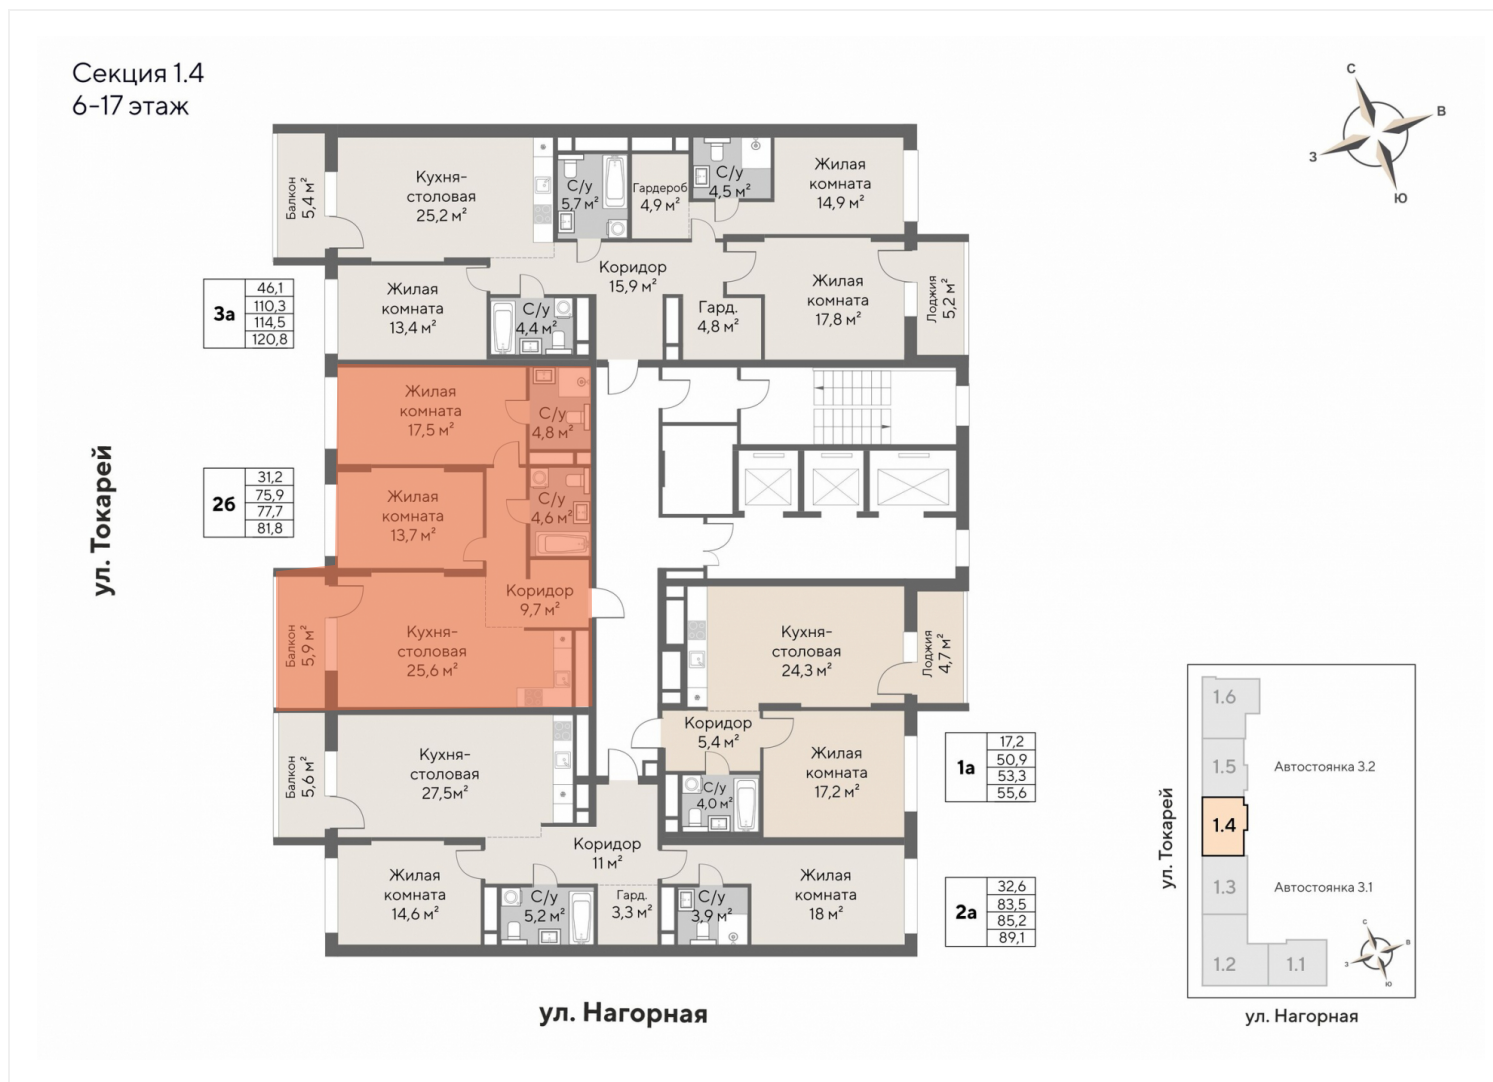 Секция 1.4
6-17 этаж
С
В
З
Ю
Балкон
5,4 м²
Кухня-
столовая
25,2 м²
С/у
5,7 м²
Гардероб
4,9 м²
С/у
4,5 м²
Жилая
комната
14,9 м²
Коридор
15,9 м²
Жилая
комната
17,8 м²
Лоджия
5,2 м²
Жилая
комната
13,4 м²
С/у
4,4 м²
Гард.
4,8 м²
3а
46,1
110,3
114,5
120,8
Жилая
комната
17,5 м²
С/у
4,8 м²
2б
31,2
75,9
77,7
81,8
Жилая
комната
13,7 м²
С/у
4,6 м²
ул. Токарей
Коридор
9,7 м²
Балкон
5,9 м²
Кухня-
столовая
25,6 м²
Кухня-
столовая
24,3 м²
Лоджия
4,7 м²
Коридор
5,4 м²
Жилая
комната
17,2 м²
С/у
4,0 м²
1а
17,2
50,9
53,3
55,6
Балкон
5,6 м²
Кухня-
столовая
27,5м²
Коридор
11 м²
Жилая
комната
14,6 м²
С/у
5,2 м²
Гард.
3,3 м²
С/у
3,9 м²
Жилая
комната
18 м²
2а
32,6
83,5
85,2
89,1
ул. Нагорная
1.6
1.5
Автостоянка 3.2
1.4
1.3
Автостоянка 3.1
1.2
1.1
ул. Токарей
С
В
З
Ю
ул. Нагорная